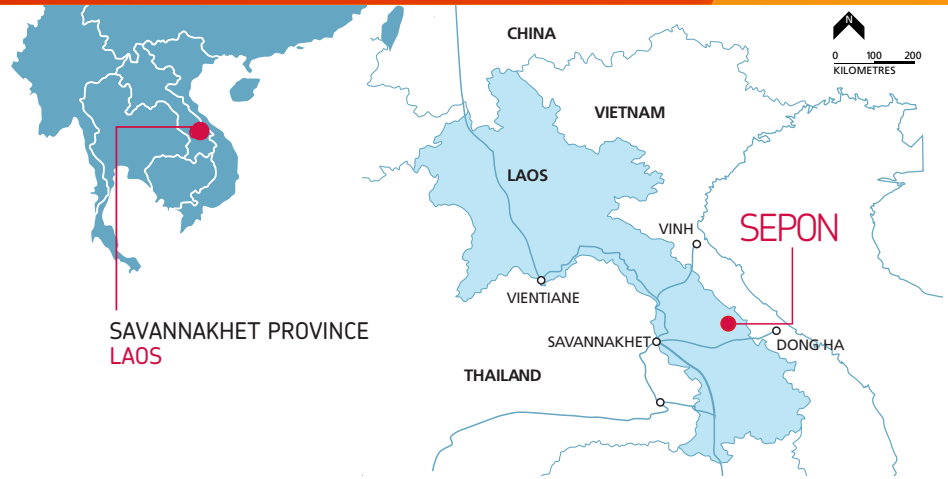 CHINA
N
0 100 200
KILOMETRES
VIETNAM
LAOS
SEPON
VINH
VIENTIANE
SAVANNAKHET PROVINCE
LAOS
SAVANNAKHET
DONG HA
THAILAND